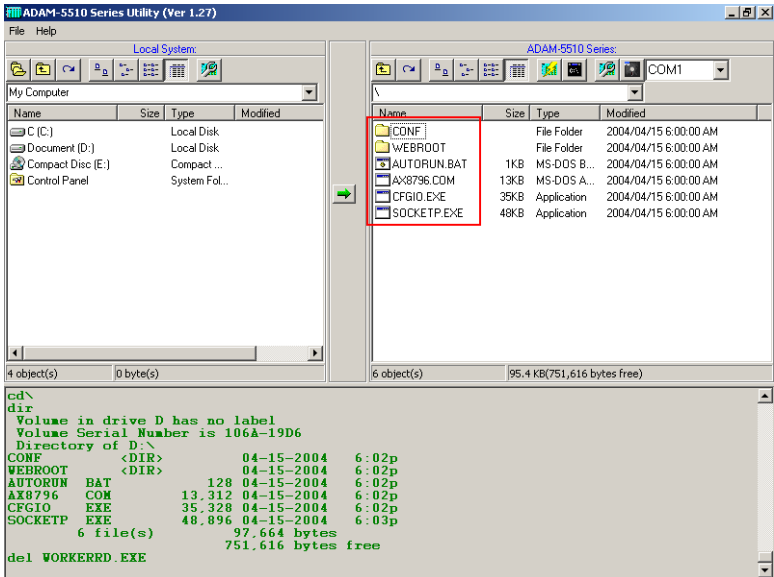 ADAM-5510 Series Utility (Ver 1.27)
File Help
Local System:
My Computer
Name Size Type Modified
C (C:) Local Disk
Document (D:) Local Disk
Compact Disc (E:) Compact ...
Control Panel System Fol...
4 object(s) 0 byte(s)
ADAM-5510 Series:
COM1
\
Name Size Type Modified
CONF File Folder 2004/04/15 6:00:00 AM
WEBROOT File Folder 2004/04/15 6:00:00 AM
AUTORUN.BAT 1KB MS-DOS B... 2004/04/15 6:00:00 AM
AX8796.COM 13KB MS-DOS A... 2004/04/15 6:00:00 AM
CFGIO.EXE 35KB Application 2004/04/15 6:00:00 AM
SOCKETP.EXE 48KB Application 2004/04/15 6:00:00 AM
6 object(s) 95.4 KB(751,616 bytes free)
cd\
dir
Volume in drive D has no label
Volume Serial Number is 106A-19D6
Directory of D:\
CONF <DIR> 04-15-2004 6:02p
WEBROOT <DIR> 04-15-2004 6:02p
AUTORUN BAT 128 04-15-2004 6:02p
AX8796 COM 13,312 04-15-2004 6:02p
CFGIO EXE 35,328 04-15-2004 6:02p
SOCKETP EXE 48,896 04-15-2004 6:03p
6 file(s) 97,664 bytes
751,616 bytes free
del WORKERRD.EXE